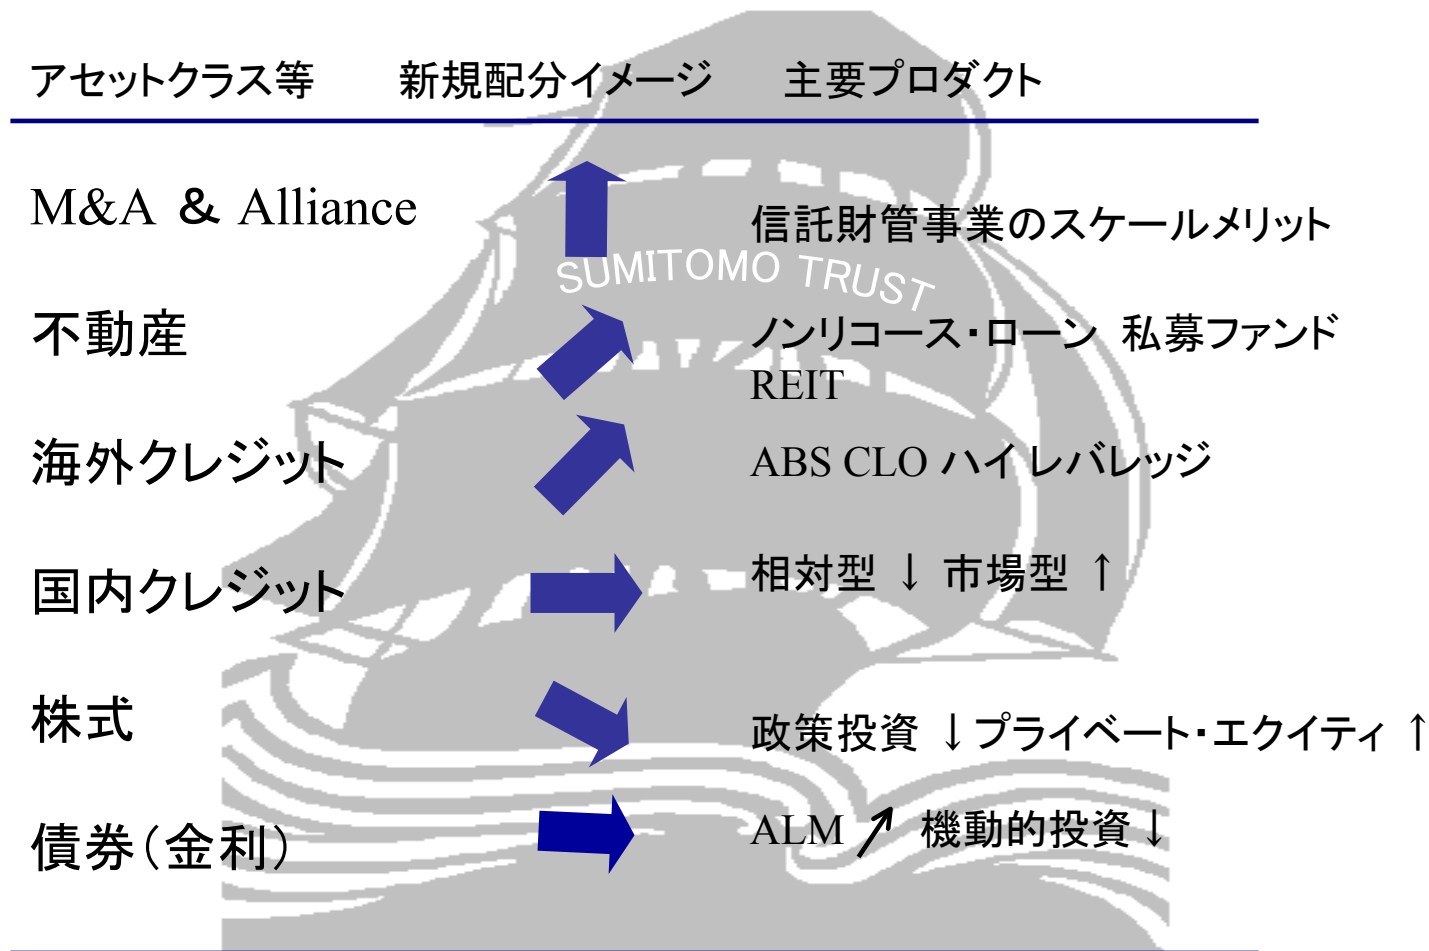 アセットクラス等 新規配分イメージ 主要プロダクト
M&A & Alliance
信託財管事業のスケールメリット
SUMITOMO TRUST
不動産
ノンリコース・ローン 私募ファンド
REIT
海外クレジット
ABS CLO ハイレバレッジ
国内クレジット
相対型 ↓ 市場型 ↑
株式
政策投資 ↓プライベート・エクイティ ↑
債券(金利)
ALM ↗ 機動的投資↓